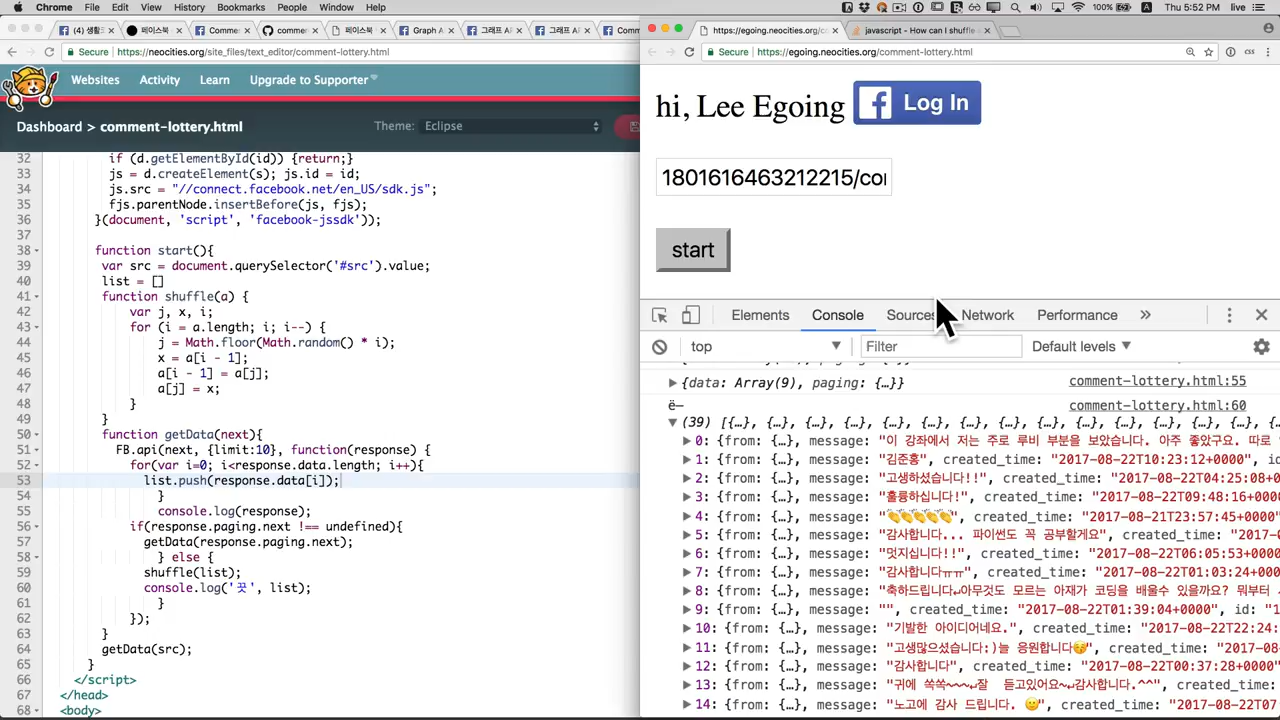 Chrome File Edit View History Bookmarks People Window Help 100% A Thu 5:52 PM live
(4) 생활코 페이스북 Commen commen 페이스북 Graph A 그래프 AP 그래프 AP Comm
https://egoing.neocities.org/co javascript - How can I shuffle
Secure https://neocities.org/site_files/text_editor/comment-lottery.html
Secure https://egoing.neocities.org/comment-lottery.html
Websites Activity Learn Upgrade to Supporter
Dashboard > comment-lottery.html Theme: Eclipse
32 if (d.getElementById(id)) {return;}
33 js = d.createElement(s); js.id = id;
34 js.src = "//connect.facebook.net/en_US/sdk.js";
35 fjs.parentNode.insertBefore(js, fjs);
36 }(document, 'script', 'facebook-jssdk'));
37
38 function start(){
39 var src = document.querySelector('#src').value;
40 list = []
41 function shuffle(a) {
42 var j, x, i;
43 for (i = a.length; i; i--) {
44 j = Math.floor(Math.random() * i);
45 x = a[i - 1];
46 a[i - 1] = a[j];
47 a[j] = x;
48 }
49 }
50 function getData(next){
51 FB.api(next, {limit:10}, function(response) {
52 for(var i=0; i<response.data.length; i++){
53 list.push(response.data[i]);
54 }
55 console.log(response);
56 if(response.paging.next !== undefined){
57 getData(response.paging.next);
58 } else {
59 shuffle(list);
60 console.log('끗', list);
61 }
62 });
63 }
64 getData(src);
65 }
66 </script>
67 </head>
68 <body>
hi, Lee Egoing Log In
1801616463212215/co
start
Elements Console Sources Network Performance »
top Filter Default levels
{data: Array(9), paging: {…}} comment-lottery.html:55
ë— comment-lottery.html:60
(39) [{…}, {…}, {…}, {…}, {…}, {…}, {…}, {…}, {…}, {…}, {…}, {…}, {…},
0: {from: {…}, message: "이 강좌에서 저는 주로 루비 부분을 보았습니다. 아주 좋았구요. 따로
1: {from: {…}, message: "김준홍", created_time: "2017-08-22T10:23:12+0000", id
2: {from: {…}, message: "고생하셨습니다!!", created_time: "2017-08-21T04:25:08+0
3: {from: {…}, message: "훌륭하십니다!", created_time: "2017-08-22T09:48:16+000
4: {from: {…}, message: "👏👏👏👏👏", created_time: "2017-08-21T23:57:45+0000
5: {from: {…}, message: "감사합니다... 파이썬도 꼭 공부할게요", created_time: "2017-0
6: {from: {…}, message: "멋지십니다!!", created_time: "2017-08-22T06:05:53+0000
7: {from: {…}, message: "감사합니다ㅠㅠ", created_time: "2017-08-22T01:03:24+000
8: {from: {…}, message: "축하드립니다↵아무것도 모르는 아재가 코딩을 배울수 있을까요? 뭐부터
9: {from: {…}, message: "", created_time: "2017-08-22T01:39:04+0000", id: "1
10: {from: {…}, message: "기발한 아이디어네요.", created_time: "2017-08-22T22:24:
11: {from: {…}, message: "고생많으셨습니다:)늘 응원합니다😚", created_time: "2017-08
12: {from: {…}, message: "감사합니다", created_time: "2017-08-22T00:37:28+0000
13: {from: {…}, message: "귀에 쏙쏙~~~↵잘 듣고있어요~↵감사합니다.^^", created_time:
14: {from: {…}, message: "노고에 감사 드립니다. 🙂", created_time: "2017-08-22T07